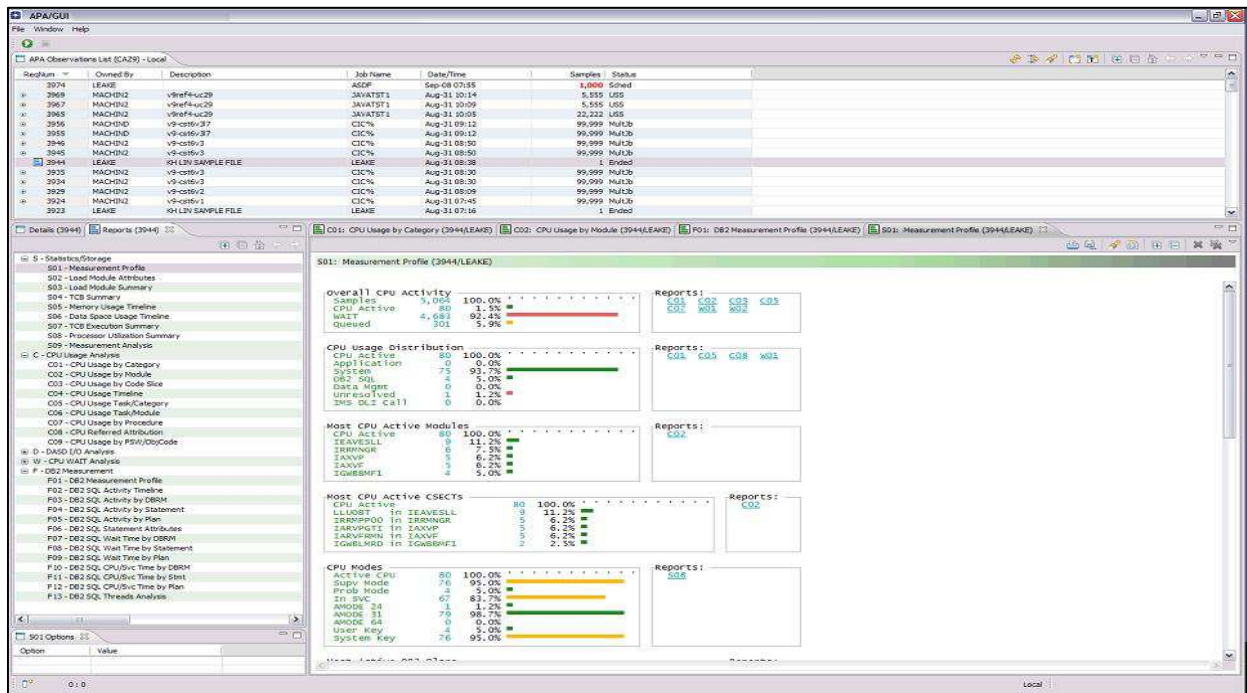 APA/GUI
File Window Help
APA Observations List (CAZ9) - Local
ReqNum Owned By Description Job Name Date/Time Samples Status
3974 LEAKE ASDF Sep-08 07:55 1,000 Sched
3969 MACHIN2 v9ref4-uc29 JAVATST1 Aug-31 10:14 5,555 USS
3967 MACHIN2 v9ref4-uc29 JAVATST1 Aug-31 10:09 5,555 USS
3965 MACHIN2 v9ref4-uc29 JAVATST1 Aug-31 10:05 22,222 USS
3956 MACHIND v9-cst6v37 CIC% Aug-31 09:12 99,999 MultJb
3955 MACHIND v9-cst6v37 CIC% Aug-31 09:12 99,999 MultJb
3946 MACHIN2 v9-cst6v3 CIC% Aug-31 08:50 99,999 MultJb
3945 MACHIN2 v9-cst6v3 CIC% Aug-31 08:50 99,999 MultJb
3944 LEAKE KH LIN SAMPLE FILE LEAKE Aug-31 08:38 1 Ended
3935 MACHIN2 v9-cst6v3 CIC% Aug-31 08:30 99,999 MultJb
3934 MACHIN2 v9-cst6v3 CIC% Aug-31 08:30 99,999 MultJb
3929 MACHIN2 v9-cst6v2 CIC% Aug-31 08:09 99,999 MultJb
3924 MACHIN2 v9-cst6v1 CIC% Aug-31 07:45 99,999 MultJb
3923 LEAKE KH LIN SAMPLE FILE LEAKE Aug-31 07:16 1 Ended
Details (3944) Reports (3944)
S - Statistics/Storage
S01 - Measurement Profile
S02 - Load Module Attributes
S03 - Load Module Summary
S04 - TCB Summary
S05 - Memory Usage Timeline
S06 - Data Space Usage Timeline
S07 - TCB Execution Summary
S08 - Processor Utilization Summary
S09 - Measurement Analysis
C - CPU Usage Analysis
C01 - CPU Usage by Category
C02 - CPU Usage by Module
C03 - CPU Usage by Code Slice
C04 - CPU Usage Timeline
C05 - CPU Usage Task/Category
C06 - CPU Usage Task/Module
C07 - CPU Usage by Procedure
C08 - CPU Referred Attribution
C09 - CPU Usage by PSW/ObjCode
D - DASD I/O Analysis
W - CPU WAIT Analysis
F - DB2 Measurement
F01 - DB2 Measurement Profile
F02 - DB2 SQL Activity Timeline
F03 - DB2 SQL Activity by DBRM
F04 - DB2 SQL Activity by Statement
F05 - DB2 SQL Activity by Plan
F06 - DB2 SQL Statement Attributes
F07 - DB2 SQL Wait Time by DBRM
F08 - DB2 SQL Wait Time by Statement
F09 - DB2 SQL Wait Time by Plan
F10 - DB2 SQL CPU/Svc Time by DBRM
F11 - DB2 SQL CPU/Svc Time by Stmt
F12 - DB2 SQL CPU/Svc Time by Plan
F13 - DB2 SQL Threads Analysis
S01 Options
Option Value
C01: CPU Usage by Category (3944/LEAKE) C02: CPU Usage by Module (3944/LEAKE) F01: DB2 Measurement Profile (3944/LEAKE) S01: Measurement Profile (3944/LEAKE)
S01: Measurement Profile (3944/LEAKE)
Overall CPU Activity Reports:
Samples 5,064 100.0% C01 C02 C03 C05
CPU Active 80 1.5% C07 W01 W02
WAIT 4,683 92.4%
Queued 301 5.9%
CPU Usage Distribution Reports:
CPU Active 80 100.0% C01 C05 C08 W01
Application 0 0.0%
System 75 93.7%
DB2 SQL 4 5.0%
Data Mgmt 0 0.0%
Unresolved 1 1.2%
IMS DLI Call 0 0.0%
Most CPU Active Modules Reports:
CPU Active 80 100.0% C02
IEAVESLL 9 11.2%
IRRMNGR 6 7.5%
IAXVP 5 6.2%
IAXVF 5 6.2%
IGWBBMF1 4 5.0%
Most CPU Active CSECTs Reports:
CPU Active 80 100.0% C02
LLUOBT in IEAVESLL 9 11.2%
IRRMPP00 in IRRMNGR 5 6.2%
IARVPGTI in IAXVP 5 6.2%
IARVFRMN in IAXVF 5 6.2%
IGWBLMRD in IGWBBMF1 2 2.5%
CPU Modes Reports:
Active CPU 80 100.0% S08
Supv Mode 76 95.0%
Prob Mode 4 5.0%
In SVC 67 83.7%
AMODE 24 1 1.2%
AMODE 31 79 98.7%
AMODE 64 0 0.0%
User Key 4 5.0%
System Key 76 95.0%
0 : 0 Local